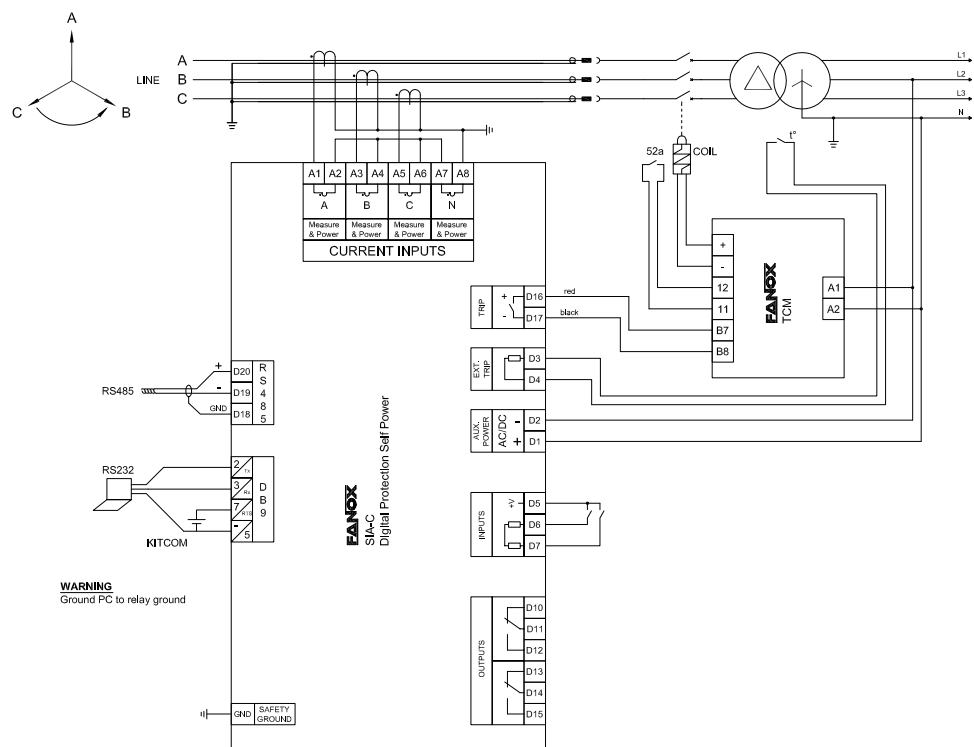 A
C
B
LINE
A
B
C
L1
L2
L3
N
52a
COIL
t°
A1 A2 A3 A4 A5 A6 A7 A8
A B C N
Measure & Power
Measure & Power
Measure & Power
Measure & Power
CURRENT INPUTS
+
-
12
11
B7
B8
FANOX
TCM
A1
A2
TRIP
+
-
D16
D17
red
black
EXT. TRIP
D3
D4
AUX. POWER
AC/DC
-
+
D2
D1
RS485
+
-
GND
D20
D19
D18
RS485
RS232
2 Tx
3 Rx
7 RTS
- 5
DB9
KITCOM
FANOX
SIA-C
Digital Protection Self Power
INPUTS
+V
D5
D6
D7
WARNING
Ground PC to relay ground
OUTPUTS
D10
D11
D12
D13
D14
D15
GND
SAFETY GROUND